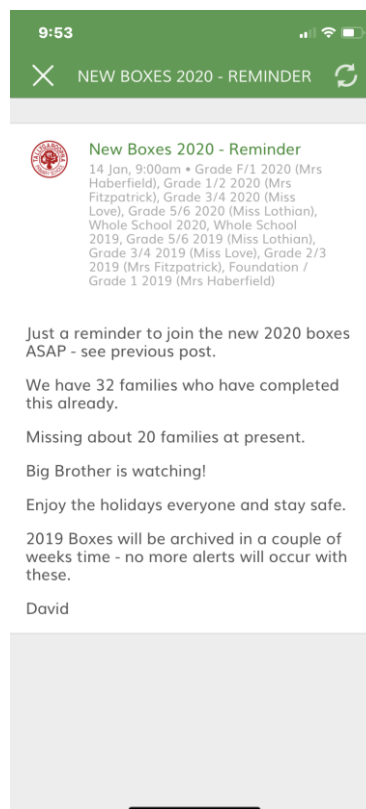 9:53
NEW BOXES 2020 - REMINDER
TALLYGAROOPNA
PRIMARY SCHOOL
New Boxes 2020 - Reminder
14 Jan, 9:00am • Grade F/1 2020 (Mrs
Haberfield), Grade 1/2 2020 (Mrs
Fitzpatrick), Grade 3/4 2020 (Miss
Love), Grade 5/6 2020 (Miss Lothian),
Whole School 2020, Whole School
2019, Grade 5/6 2019 (Miss Lothian),
Grade 3/4 2019 (Miss Love), Grade 2/3
2019 (Mrs Fitzpatrick), Foundation /
Grade 1 2019 (Mrs Haberfield)
Just a reminder to join the new 2020 boxes
ASAP - see previous post.
We have 32 families who have completed
this already.
Missing about 20 families at present.
Big Brother is watching!
Enjoy the holidays everyone and stay safe.
2019 Boxes will be archived in a couple of
weeks time - no more alerts will occur with
these.
David